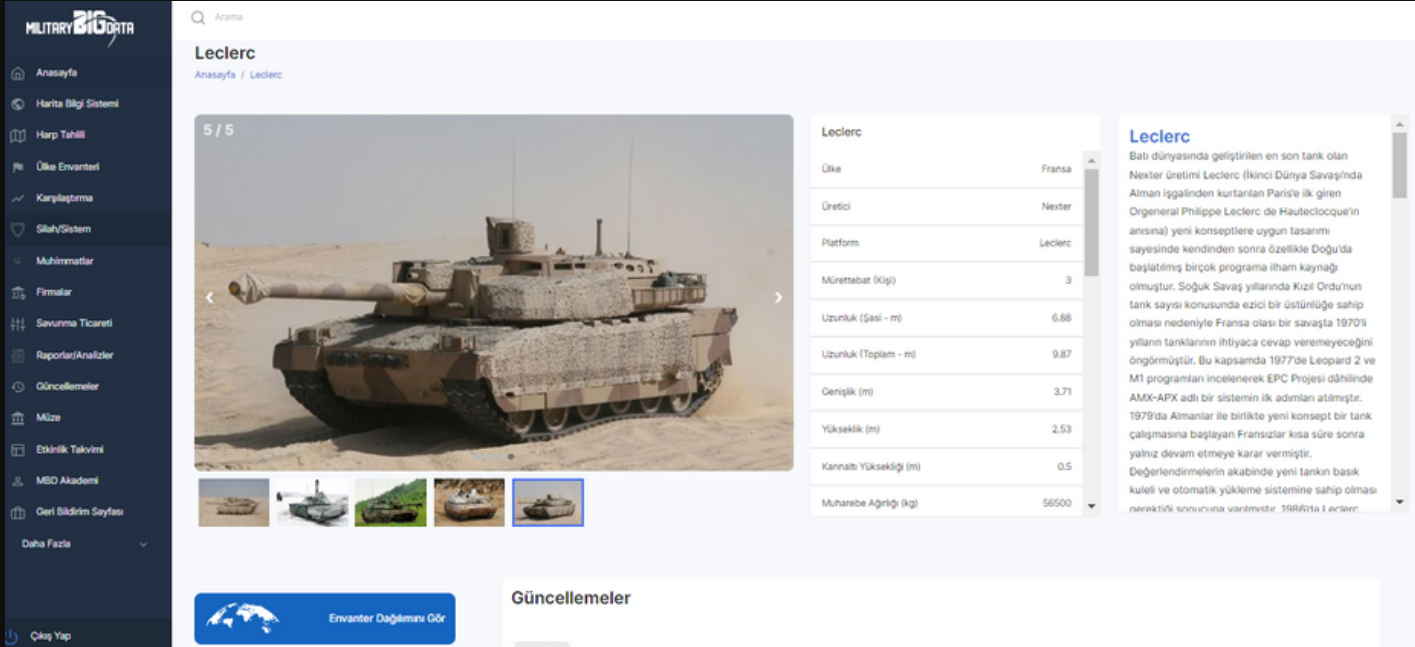 MILITARY BIG DATA
Arama
Leclerc
Anasayfa / Leclerc
Anasayfa
Harita Bilgi Sistemi
Harp Tahlili
Ülke Envanteri
Karşılaştırma
Silah/Sistem
Muhimmatlar
Firmalar
Savunma Ticareti
Raporlar/Analizler
Güncellemeler
Müze
Etkinlik Takvimi
MBD Akademi
Geri Bildirim Sayfası
Daha Fazla
Çıkış Yap
5 / 5
Leclerc
Ülke Fransa
Üretici Nexter
Platform Leclerc
Mürettebat (Kişi) 3
Uzunluk (Şasi - m) 6.88
Uzunluk (Toplam - m) 9.87
Genişlik (m) 3.71
Yükseklik (m) 2.53
Karınaltı Yüksekliği (m) 0.5
Muharebe Ağırlığı (kg) 56500
Leclerc
Batı dünyasında geliştirilen en son tank olan
Nexter üretimi Leclerc (İkinci Dünya Savaşı'nda
Alman işgalinden kurtarılan Paris'e ilk giren
Orgeneral Philippe Leclerc de Hauteclocque'ın
anısına) yeni konseptlere uygun tasarımı
sayesinde kendinden sonra özellikle Doğu'da
başlatılmış birçok programa ilham kaynağı
olmuştur. Soğuk Savaş yıllarında Kızıl Ordu'nun
tank sayısı konusunda ezici bir üstünlüğe sahip
olması nedeniyle Fransa olası bir savaşta 1970'li
yılların tanklarının ihtiyaca cevap veremeyeceğini
öngörmüştür. Bu kapsamda 1977'de Leopard 2 ve
M1 programları incelenerek EPC Projesi dâhilinde
AMX-APX adlı bir sistemin ilk adımları atılmıştır.
1979'da Almanlar ile birlikte yeni konsept bir tank
çalışmasına başlayan Fransızlar kısa süre sonra
yalnız devam etmeye karar vermiştir.
Değerlendirmelerin akabinde yeni tankın basık
kuleli ve otomatik yükleme sistemine sahip olması
gerektiği sonucuna varılmıştır. 1986'da Leclerc
Envanter Dağılımını Gör
Güncellemeler